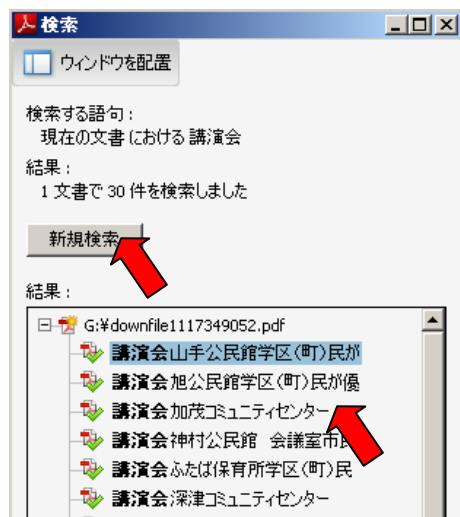 検索
ウィンドウを配置
検索する語句：
現在の文書 における 講演会
結果：
1 文書で 30 件を検索しました
新規検索
結果：
G:¥downfile1117349052.pdf
講演会山手公民館学区(町)民が
講演会旭公民館学区(町)民が優
講演会加茂コミュニティセンター
講演会神村公民館 会議室市民
講演会ふたば保育所学区(町)民
講演会深津コミュニティセンター